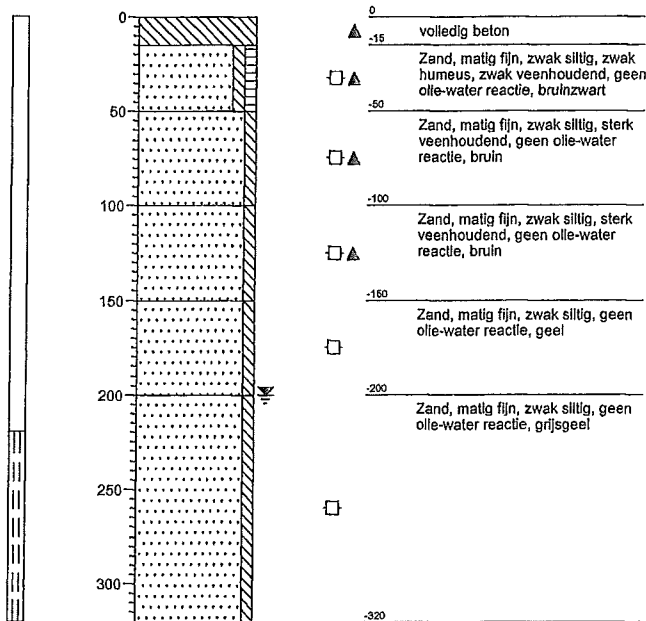 0
50
100
150
200
250
300
0
volledig beton
-15
Zand, matig fijn, zwak siltig, zwak
humeus, zwak veenhoudend, geen
olie-water reactie, bruinzwart
-50
Zand, matig fijn, zwak siltig, sterk
veenhoudend, geen olie-water
reactie, bruin
-100
Zand, matig fijn, zwak siltig, sterk
veenhoudend, geen olie-water
reactie, bruin
-150
Zand, matig fijn, zwak siltig, geen
olie-water reactie, geel
-200
Zand, matig fijn, zwak siltig, geen
olie-water reactie, grijsgeel
-320